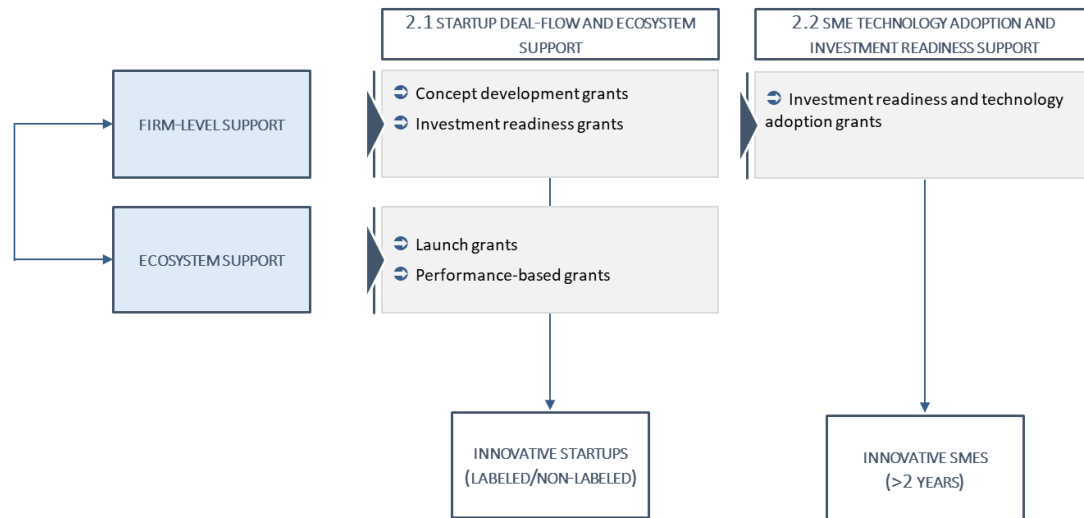 2.1 STARTUP DEAL-FLOW AND ECOSYSTEM
SUPPORT
2.2 SME TECHNOLOGY ADOPTION AND
INVESTMENT READINESS SUPPORT
FIRM-LEVEL SUPPORT
Concept development grants
Investment readiness grants
Investment readiness and technology
adoption grants
ECOSYSTEM SUPPORT
Launch grants
Performance-based grants
INNOVATIVE STARTUPS
(LABELED/NON-LABELED)
INNOVATIVE SMES
(>2 YEARS)